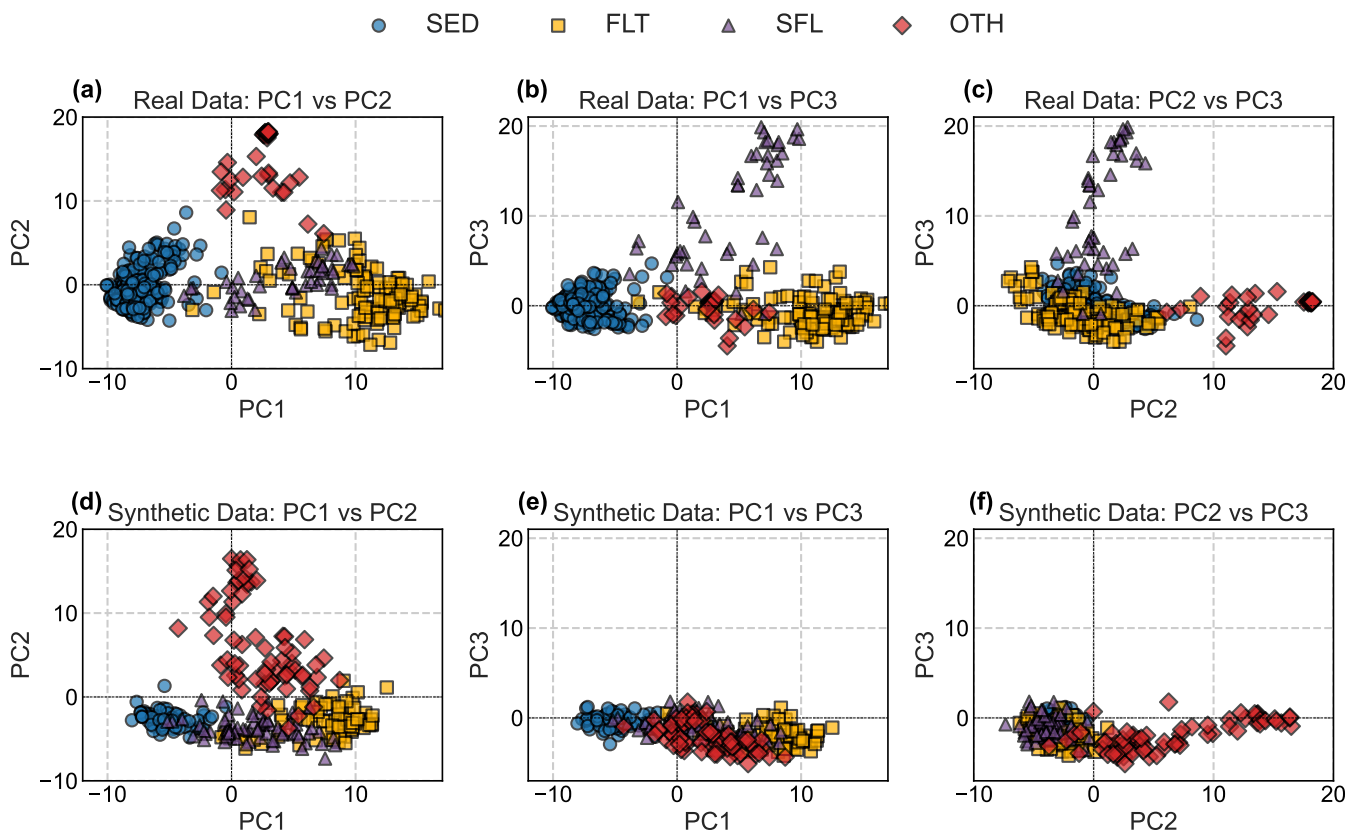 SED FLT SFL OTH
(a) Real Data: PC1 vs PC2
20
10
0
−10
PC2
−10 0 10
PC1
(b) Real Data: PC1 vs PC3
20
10
0
PC3
−10 0 10
PC1
(c) Real Data: PC2 vs PC3
20
10
0
PC3
−10 0 10 20
PC2
(d) Synthetic Data: PC1 vs PC2
20
10
0
−10
PC2
−10 0 10
PC1
(e) Synthetic Data: PC1 vs PC3
20
10
0
PC3
−10 0 10
PC1
(f) Synthetic Data: PC2 vs PC3
20
10
0
PC3
−10 0 10 20
PC2